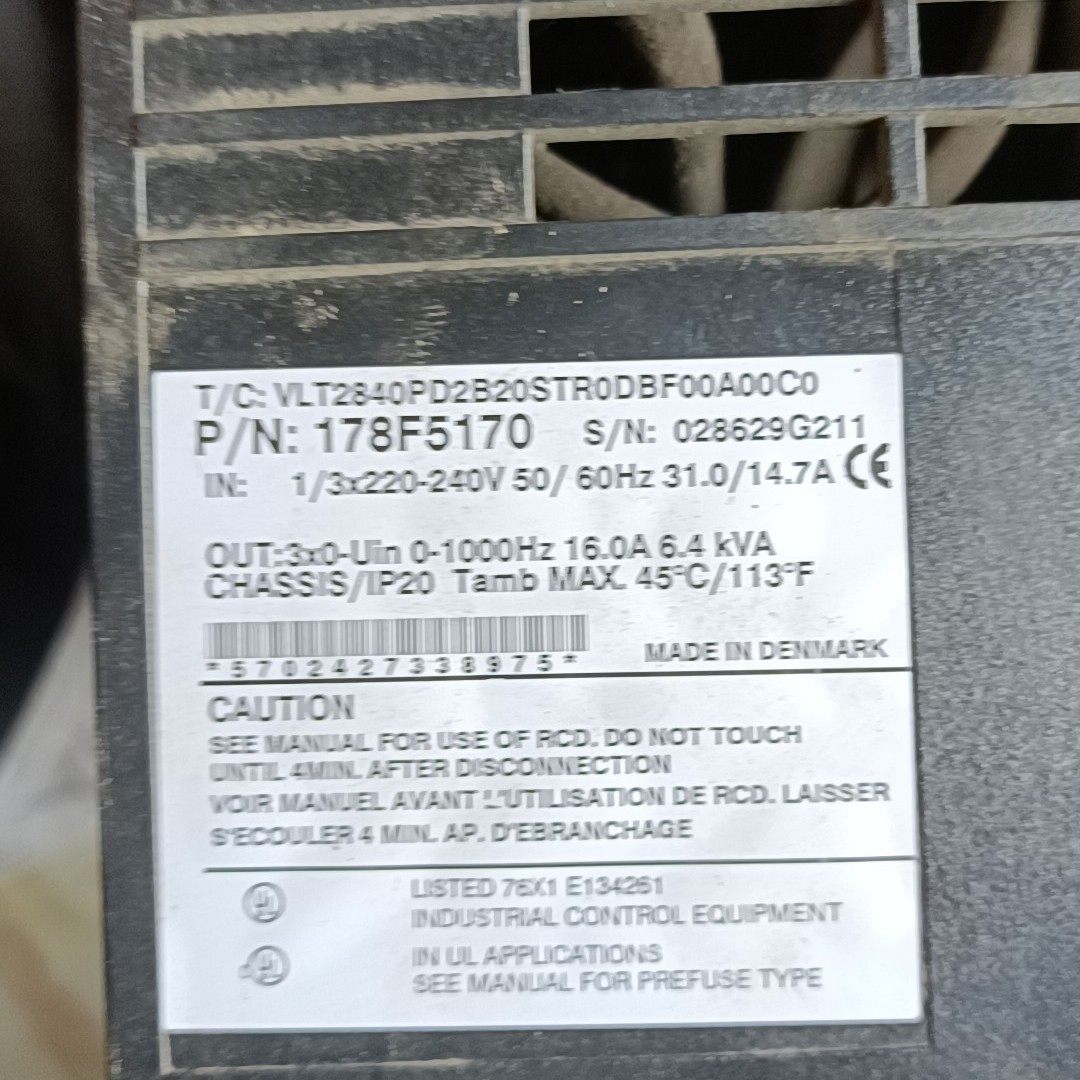 T/C: VLT2840PD2B20STR0DBF00A00C0
P/N: 178F5170 S/N: 028629G211
IN: 1/3x220-240V 50/ 60Hz 31.0/14.7A CE
OUT:3x0-Uin 0-1000Hz 16.0A 6.4 kVA
CHASSIS/IP20 Tamb MAX. 45°C/113°F
*5702427338975*
MADE IN DENMARK
CAUTION
SEE MANUAL FOR USE OF RCD. DO NOT TOUCH
UNTIL 4MIN. AFTER DISCONNECTION
VOIR MANUEL AVANT L'UTILISATION DE RCD. LAISSER
S'ECOULER 4 MIN. AP. D'EBRANCHAGE
LISTED 76X1 E134261
INDUSTRIAL CONTROL EQUIPMENT
IN UL APPLICATIONS
SEE MANUAL FOR PREFUSE TYPE